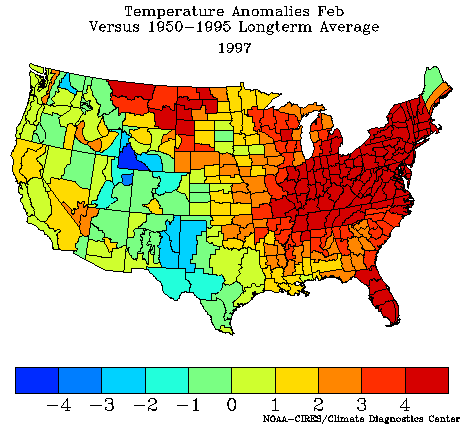 Temperature Anomalies Feb
Versus 1950-1995 Longterm Average
1997
-4 -3 -2 -1 0 1 2 3 4
NOAA-CIRES/Climate Diagnostics Center